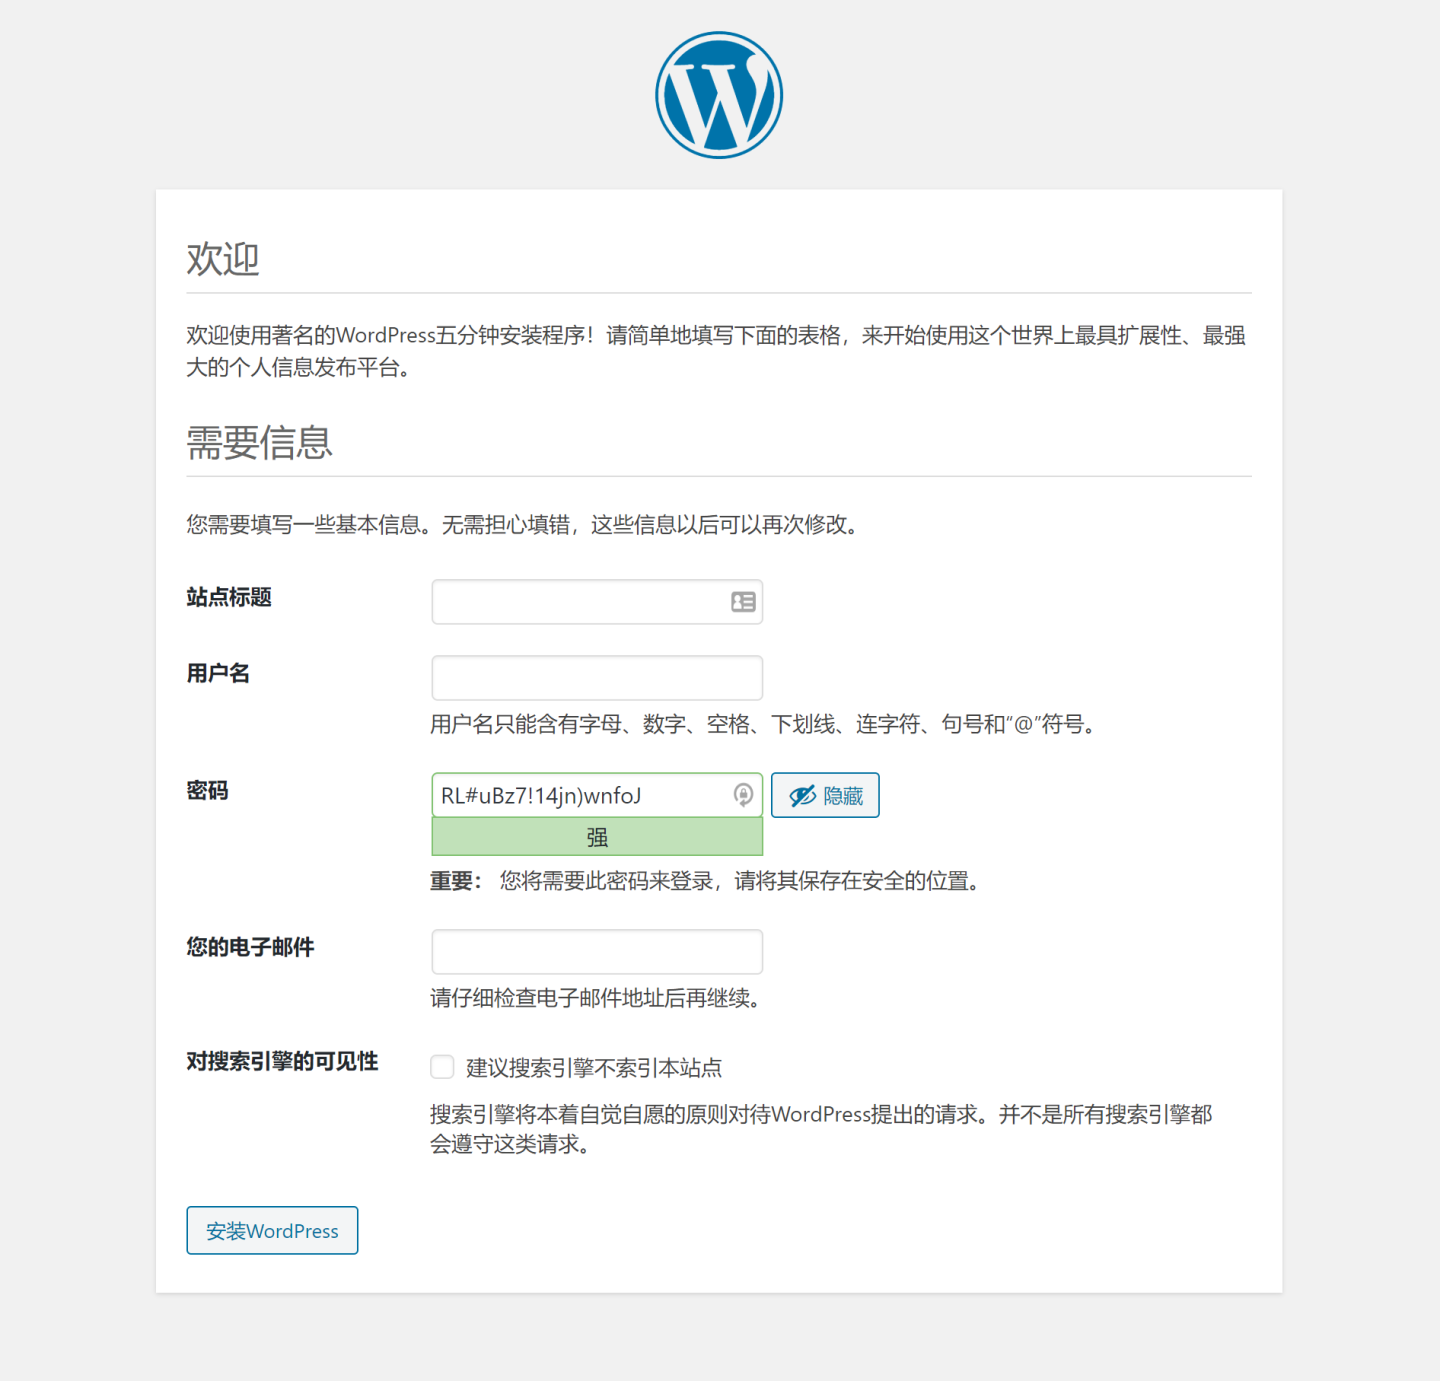 欢迎
欢迎使用著名的WordPress五分钟安装程序！请简单地填写下面的表格，来开始使用这个世界上最具扩展性、最强
大的个人信息发布平台。
需要信息
您需要填写一些基本信息。无需担心填错，这些信息以后可以再次修改。
站点标题
用户名
用户名只能含有字母、数字、空格、下划线、连字符、句号和“@”符号。
密码
RL#uBz7!14jn)wnfoJ
隐藏
强
重要： 您将需要此密码来登录，请将其保存在安全的位置。
您的电子邮件
请仔细检查电子邮件地址后再继续。
对搜索引擎的可见性
建议搜索引擎不索引本站点
搜索引擎将本着自觉自愿的原则对待WordPress提出的请求。并不是所有搜索引擎都
会遵守这类请求。
安装WordPress